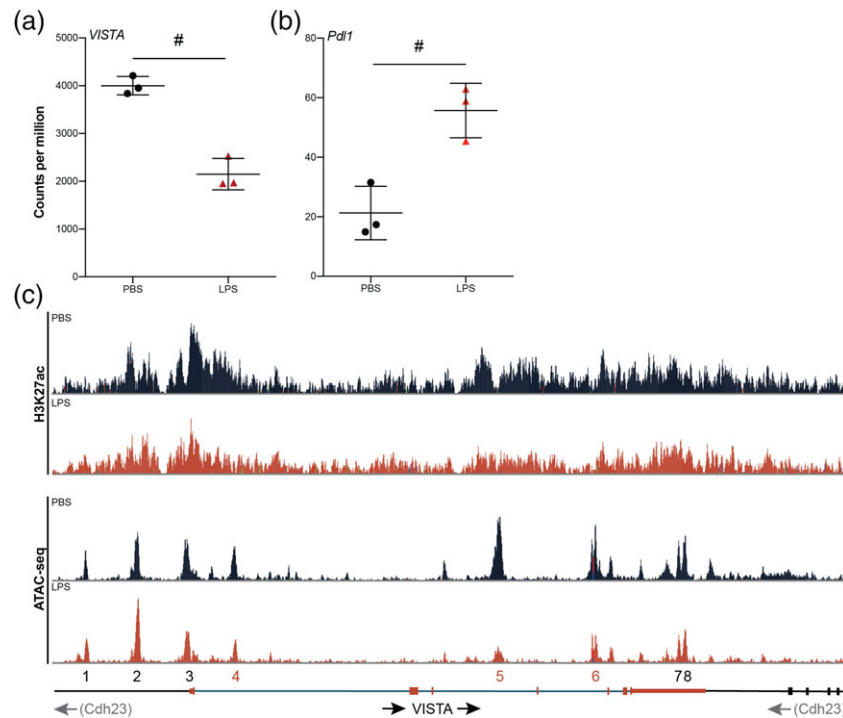 (a)
VISTA
#
5000
4000
3000
2000
1000
0
Counts per million
PBS
LPS
(b)
Pdl1
#
80
60
40
20
0
PBS
LPS
(c)
H3K27ac
PBS
LPS
ATAC-seq
PBS
LPS
1 2 3 4 5 6 78
(Cdh23) VISTA (Cdh23)